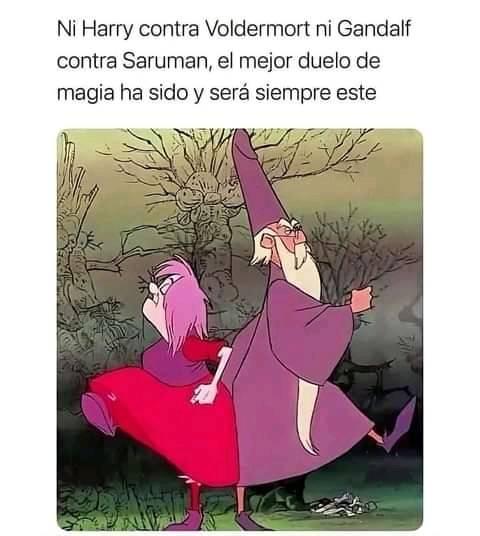 Ni Harry contra Voldermort ni Gandalf
contra Saruman, el mejor duelo de
magia ha sido y será siempre este